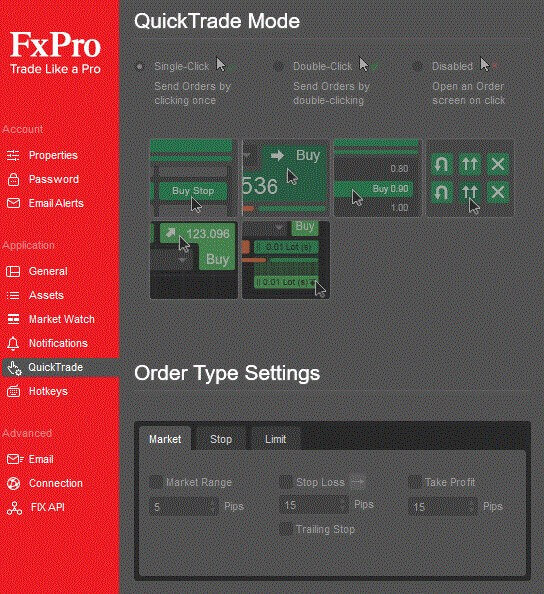 FxPro
Trade Like a Pro
Account
Properties
Password
Email Alerts
Application
General
Assets
Market Watch
Notifications
QuickTrade
Hotkeys
Advanced
Email
Connection
FIX API
QuickTrade Mode
Single-Click
Send Orders by
clicking once
Double-Click
Send Orders by
double-clicking
Disabled
Open an Order
screen on click
Buy Stop
Buy
536
0.80
Buy 0.90
1.00
123.096
Buy
Buy
0.01 Lot (s)
0.01 Lot (s)
Order Type Settings
Market Stop Limit
Market Range
5 Pips
Stop Loss
15 Pips
Trailing Stop
Take Profit
15 Pips